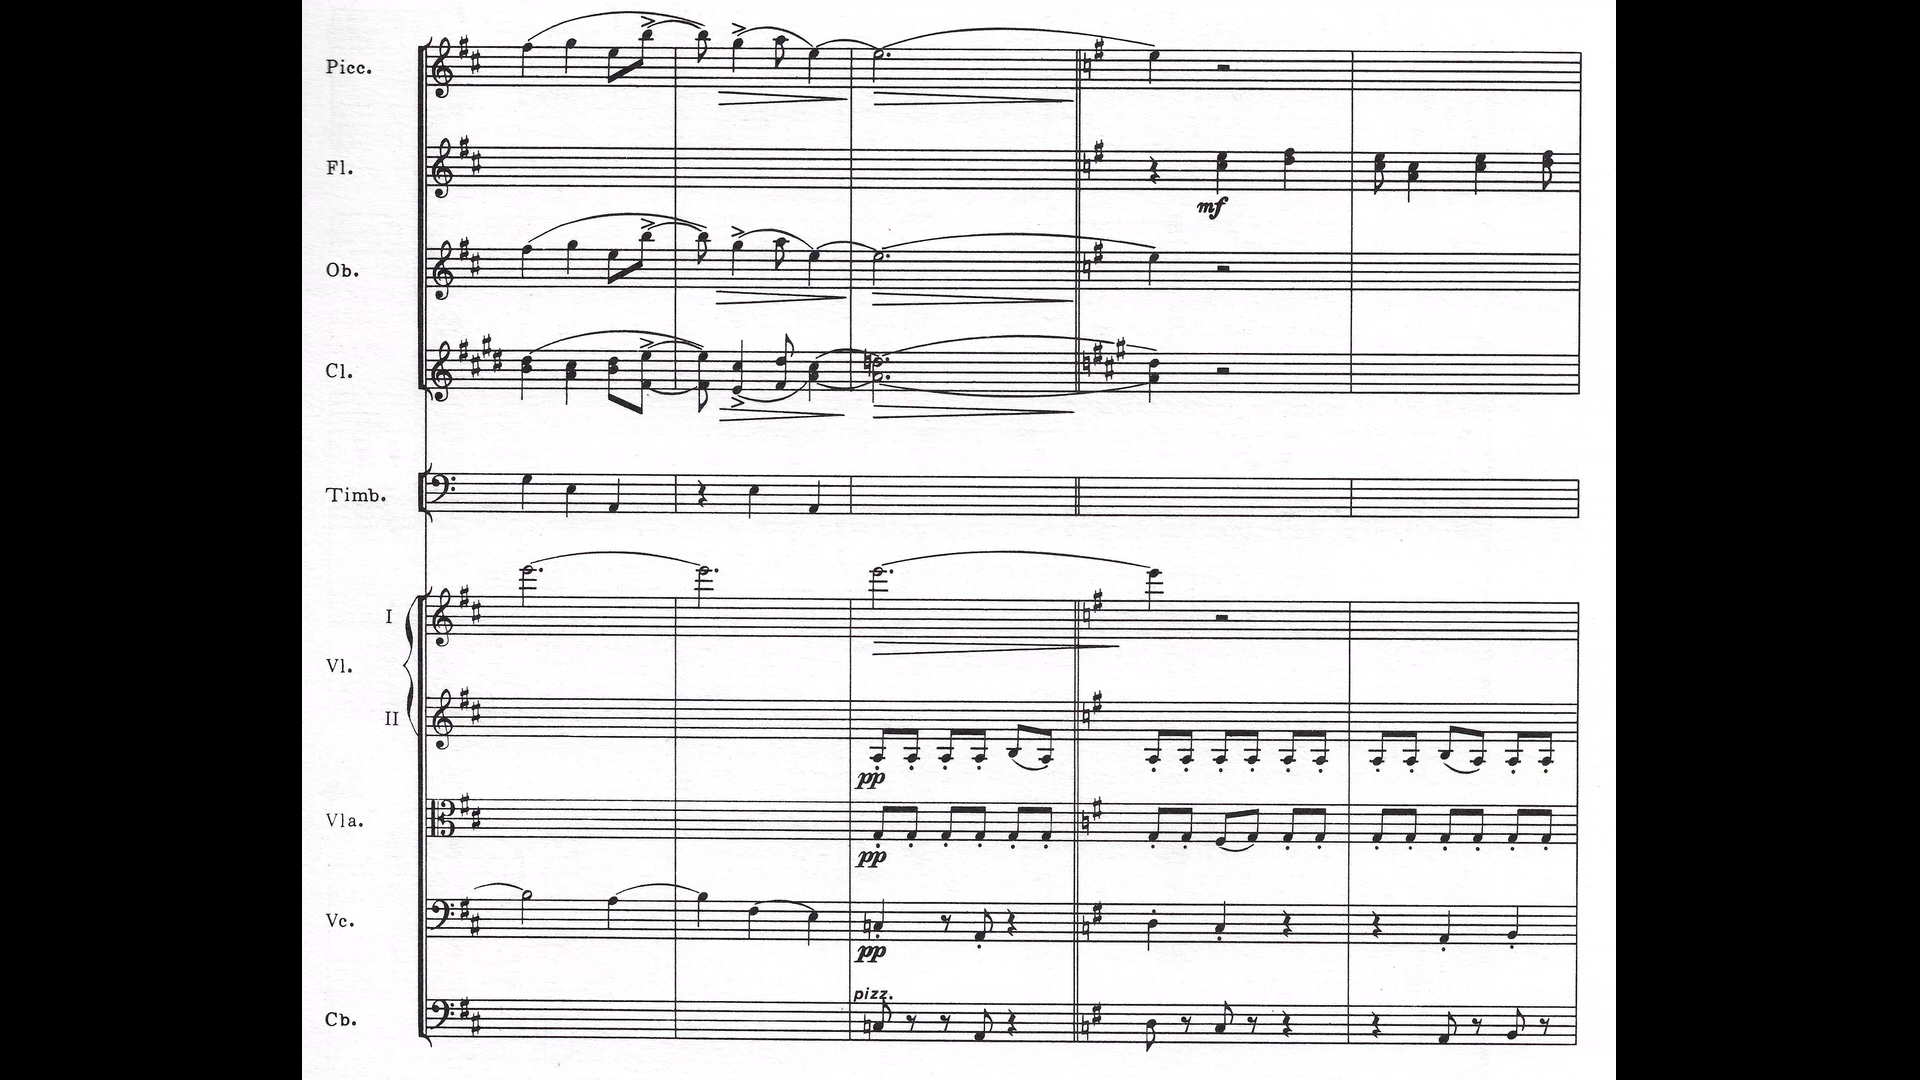 Picc.
Fl.
mf
Ob.
Cl.
Timb.
I
Vl.
II
pp
Vla.
pp
Vc.
pp
pizz.
Cb.